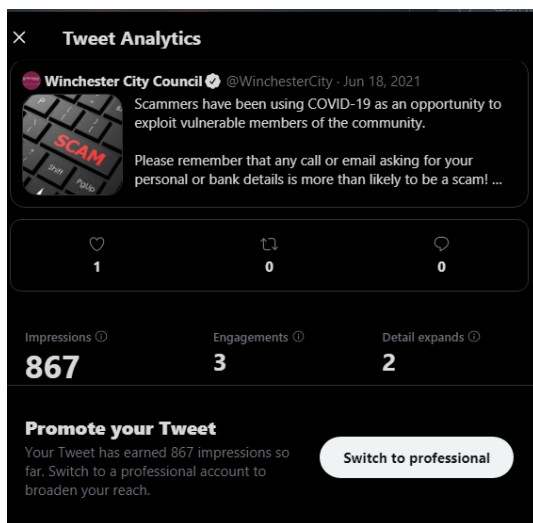 Tweet Analytics
Winchester City Council @WinchesterCity · Jun 18, 2021
Scammers have been using COVID-19 as an opportunity to
exploit vulnerable members of the community.
SCAM
Shift
PgUp
Please remember that any call or email asking for your
personal or bank details is more than likely to be a scam! ...
1
0
0
Impressions
Engagements
Detail expands
867
3
2
Promote your Tweet
Your Tweet has earned 867 impressions so
far. Switch to a professional account to
broaden your reach.
Switch to professional